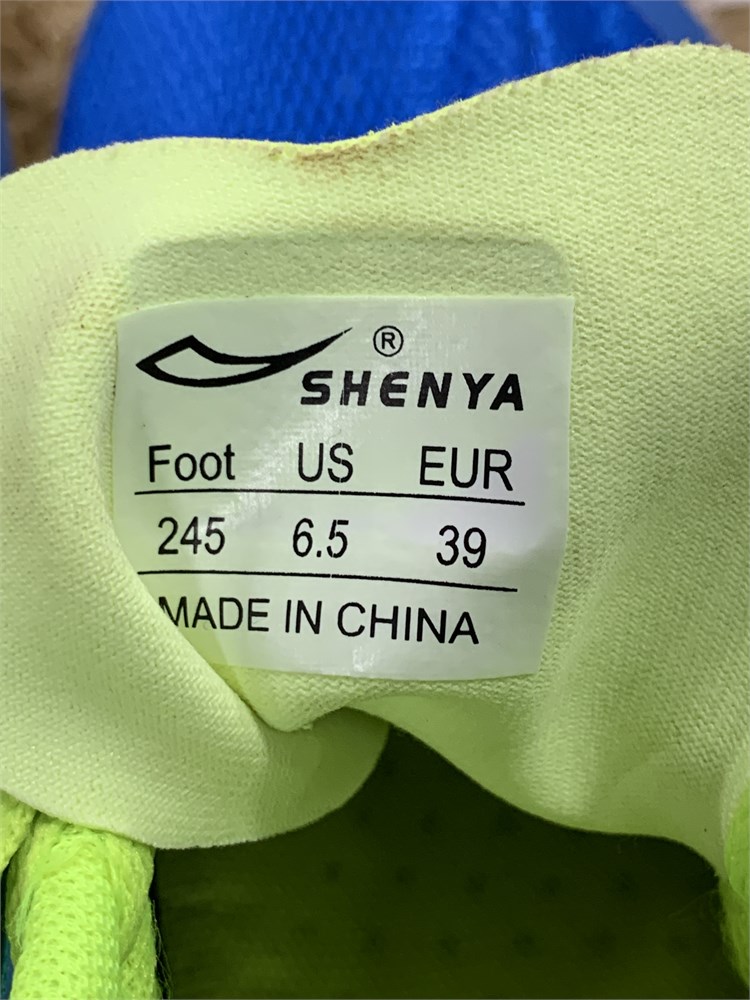 ®
SHENYA
Foot US EUR
245 6.5 39
MADE IN CHINA